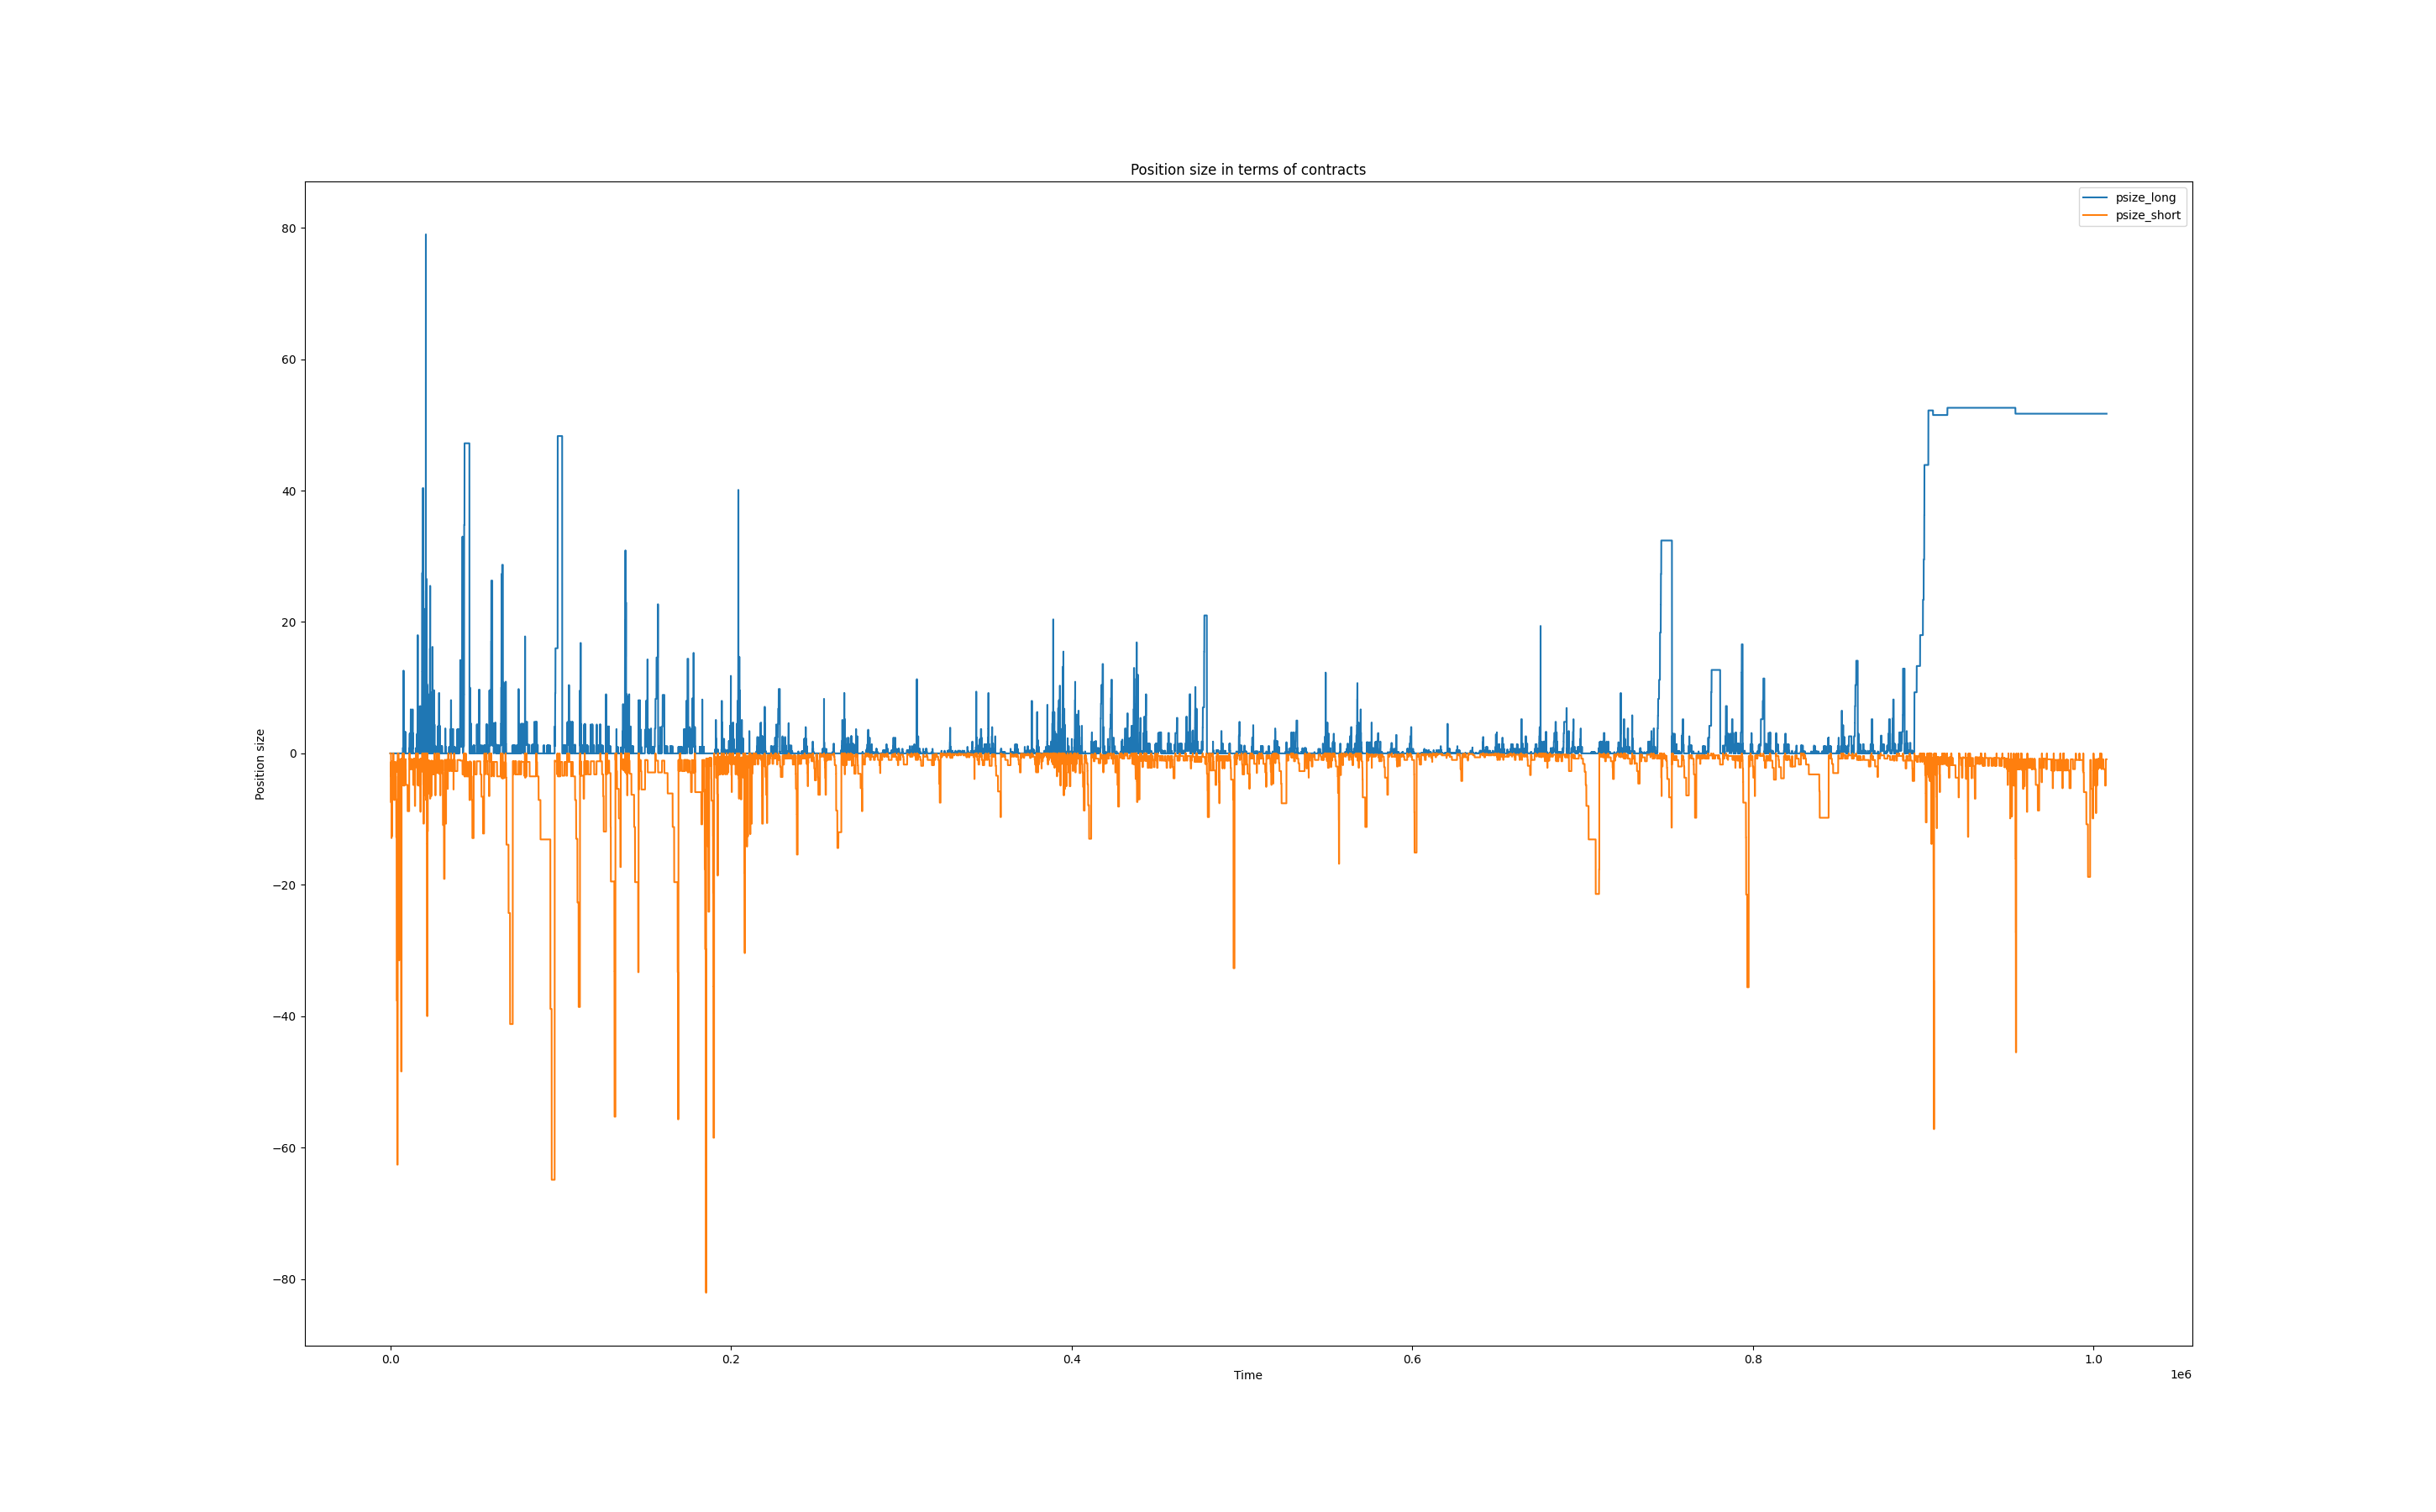 Position size in terms of contracts
psize_long
psize_short
Position size
80
60
40
20
0
−20
−40
−60
−80
0.0 0.2 0.4 0.6 0.8 1.0
Time
1e6